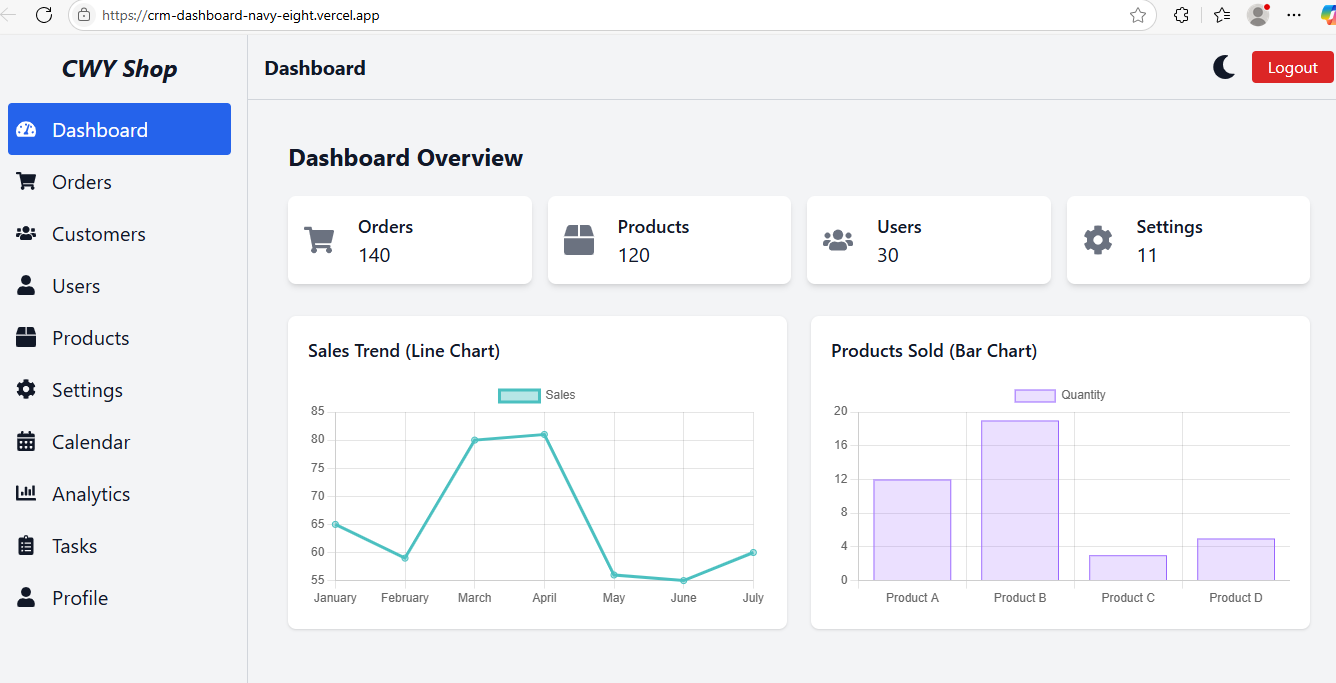 https://crm-dashboard-navy-eight.vercel.app
CWY Shop
Dashboard
Orders
Customers
Users
Products
Settings
Calendar
Analytics
Tasks
Profile
Dashboard
Logout
Dashboard Overview
Orders
140
Products
120
Users
30
Settings
11
Sales Trend (Line Chart)
Sales
85
80
75
70
65
60
55
January February March April May June July
Products Sold (Bar Chart)
Quantity
20
16
12
8
4
0
Product A Product B Product C Product D